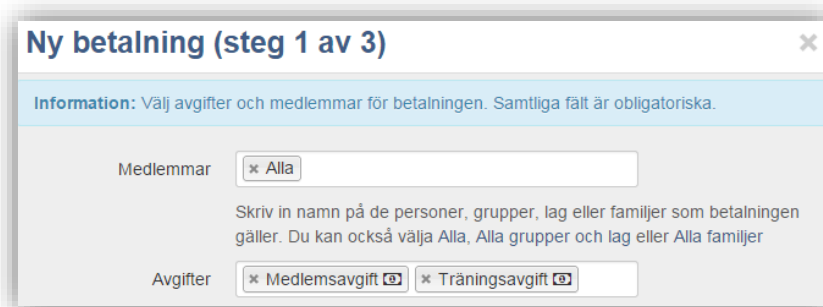 Ny betalning (steg 1 av 3)
Information: Välj avgifter och medlemmar för betalningen. Samtliga fält är obligatoriska.
Medlemmar × Alla
Skriv in namn på de personer, grupper, lag eller familjer som betalningen
gäller. Du kan också välja Alla, Alla grupper och lag eller Alla familjer
Avgifter × Medlemsavgift × Träningsavgift